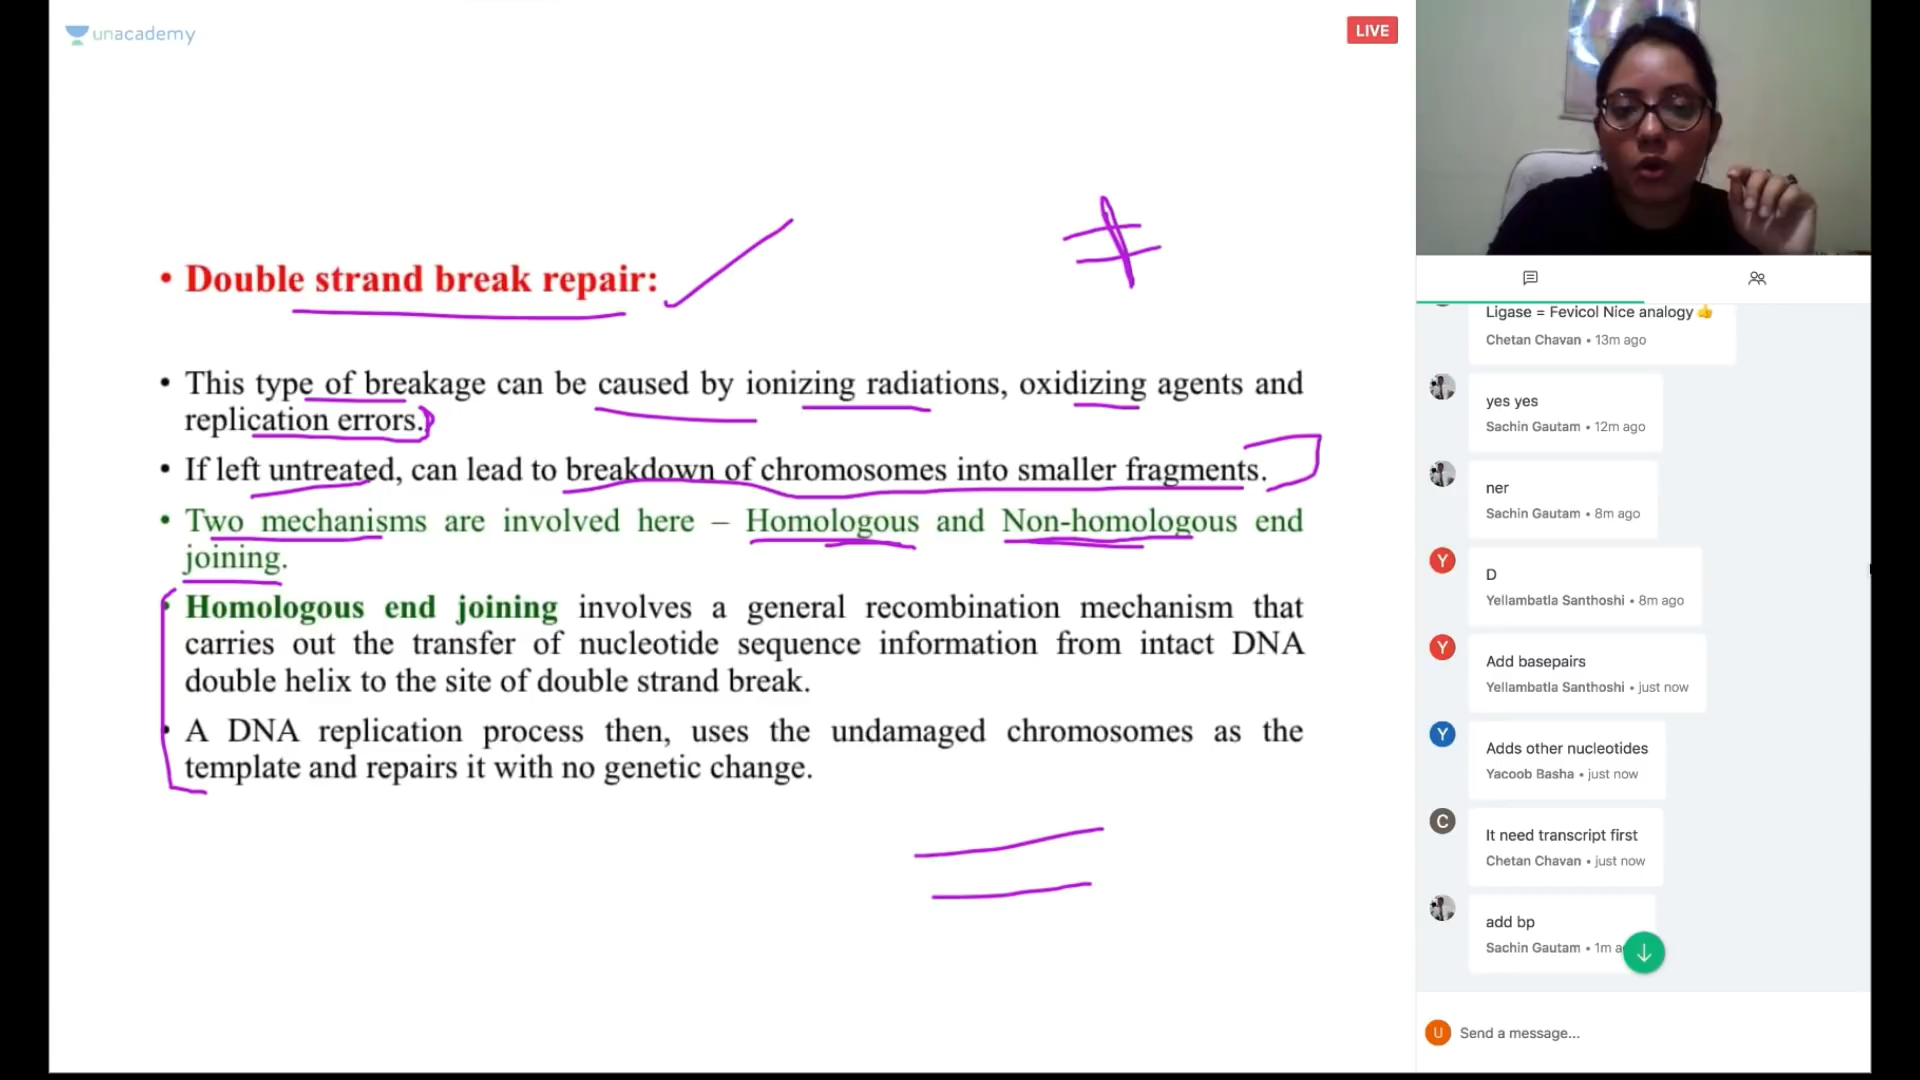 unacademy
LIVE
• Double strand break repair:
• This type of breakage can be caused by ionizing radiations, oxidizing agents and
replication errors.
• If left untreated, can lead to breakdown of chromosomes into smaller fragments.
• Two mechanisms are involved here – Homologous and Non-homologous end
joining.
• Homologous end joining involves a general recombination mechanism that
carries out the transfer of nucleotide sequence information from intact DNA
double helix to the site of double strand break.
• A DNA replication process then, uses the undamaged chromosomes as the
template and repairs it with no genetic change.
Ligase = Fevicol Nice analogy 👍
Chetan Chavan • 13m ago
yes yes
Sachin Gautam • 12m ago
ner
Sachin Gautam • 8m ago
Y
D
Yellambatla Santhoshi • 8m ago
Y
Add basepairs
Yellambatla Santhoshi • just now
Y
Adds other nucleotides
Yacoob Basha • just now
C
It need transcript first
Chetan Chavan • just now
add bp
Sachin Gautam • 1m a
U
Send a message...